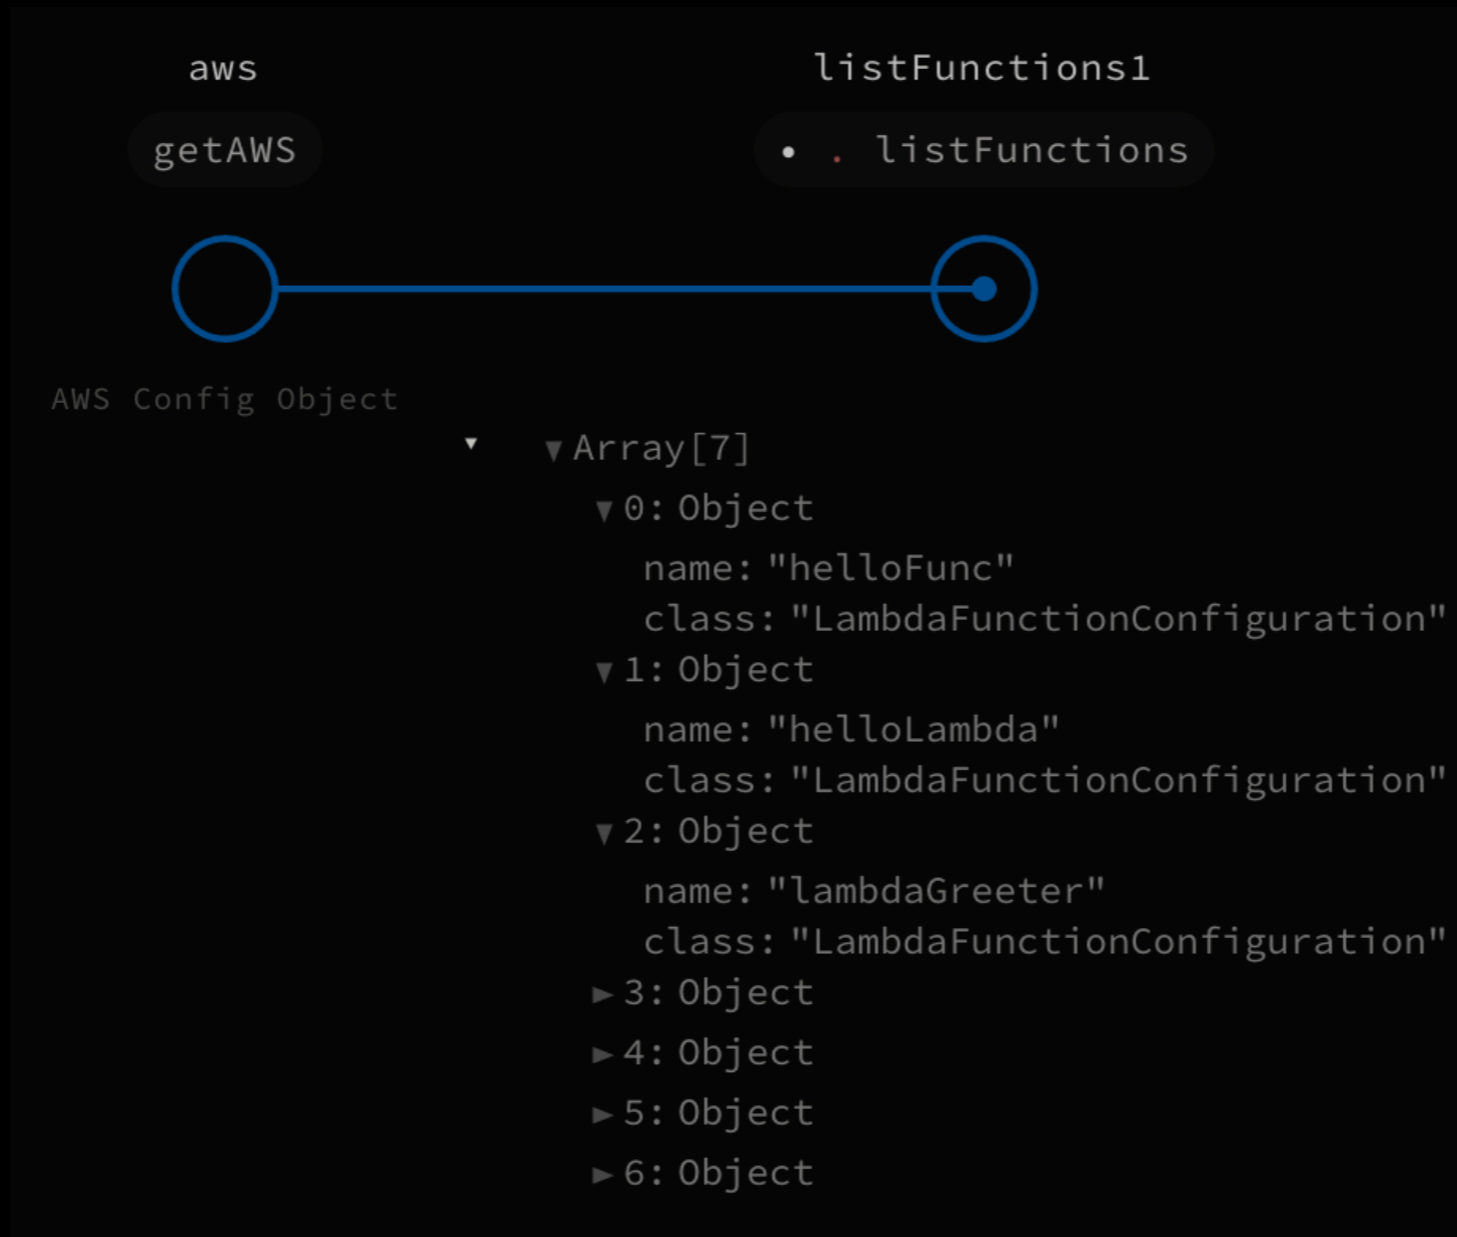 aws
listFunctions1
getAWS
• . listFunctions
AWS Config Object
▼ ▼ Array[7]
▼ 0: Object
name: "helloFunc"
class: "LambdaFunctionConfiguration"
▼ 1: Object
name: "helloLambda"
class: "LambdaFunctionConfiguration"
▼ 2: Object
name: "lambdaGreeter"
class: "LambdaFunctionConfiguration"
► 3: Object
► 4: Object
► 5: Object
► 6: Object